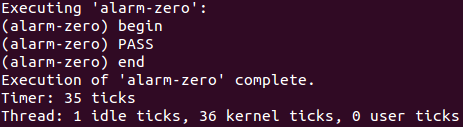 Executing 'alarm-zero':
(alarm-zero) begin
(alarm-zero) PASS
(alarm-zero) end
Execution of 'alarm-zero' complete.
Timer: 35 ticks
Thread: 1 idle ticks, 36 kernel ticks, 0 user ticks